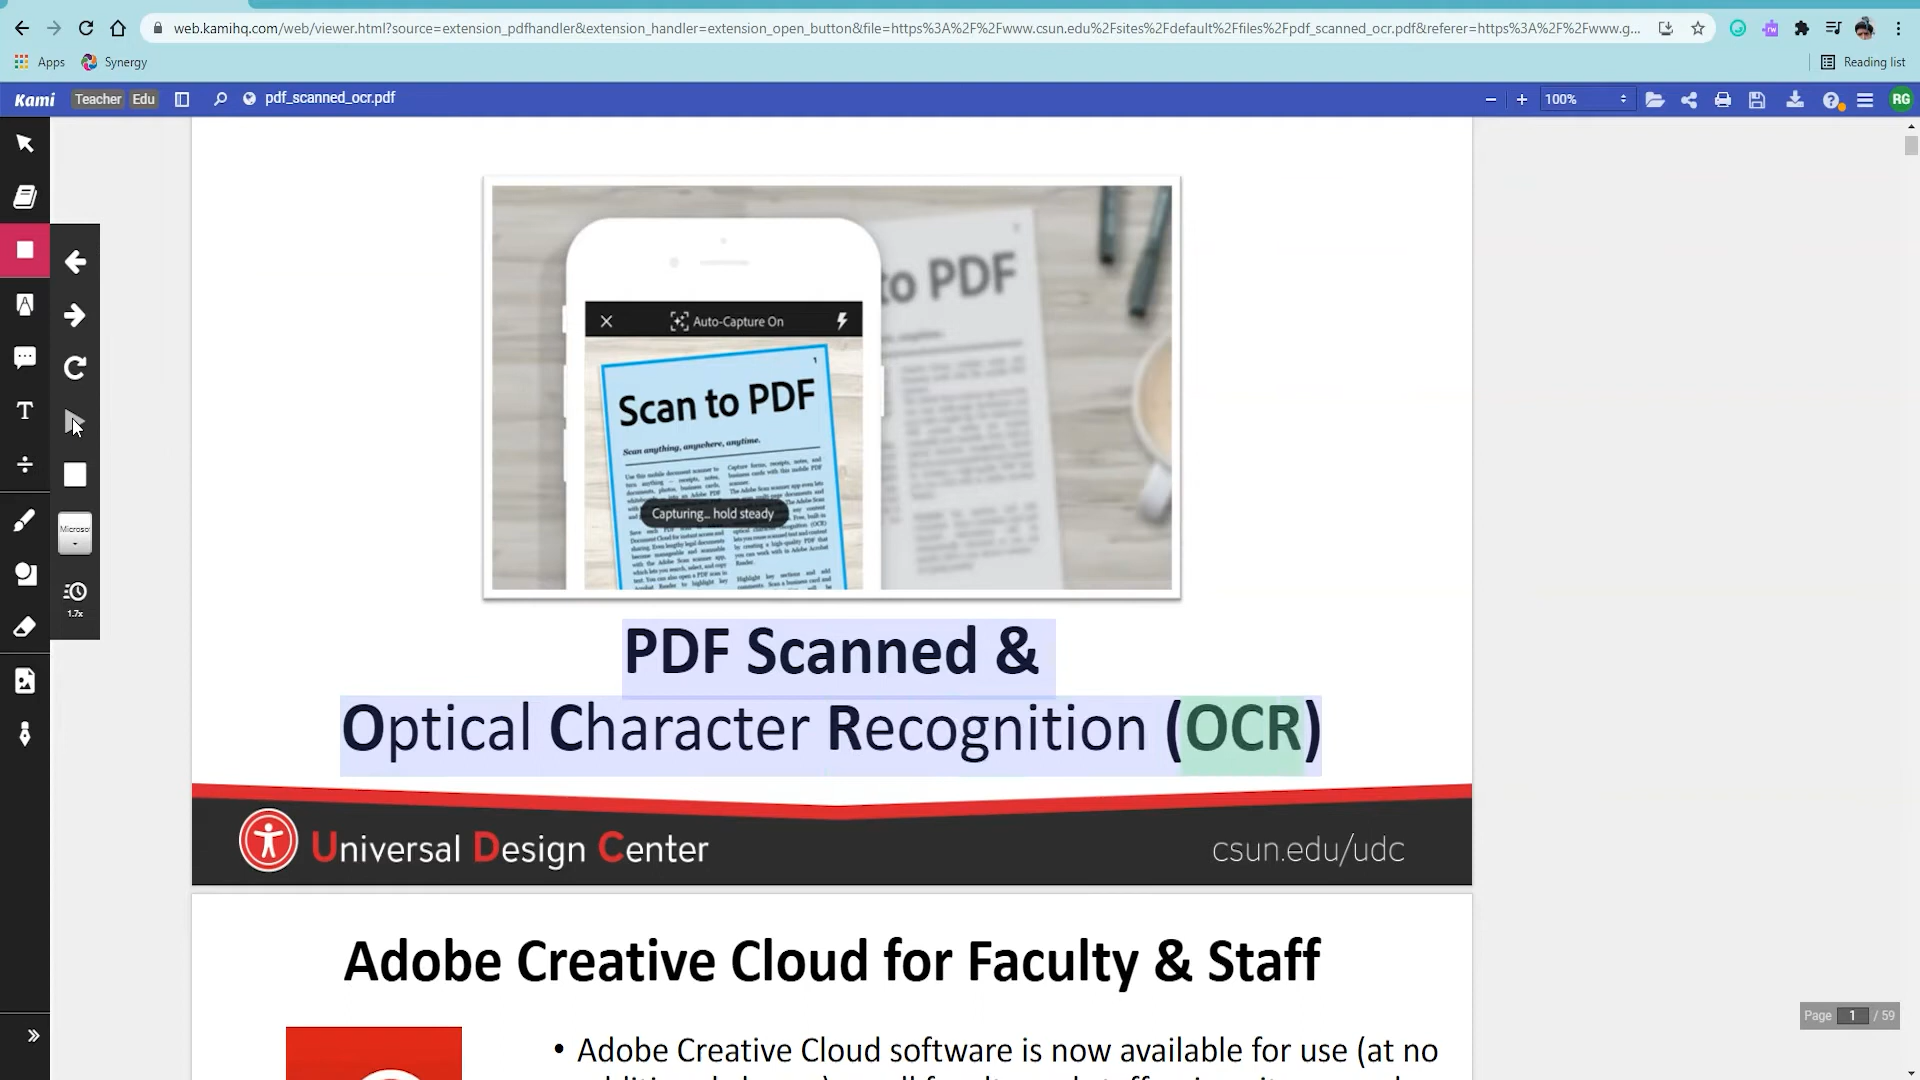 web.kamihq.com/web/viewer.html?source=extension_pdfhandler&extension_handler=extension_open_button&file=https%3A%2F%2Fwww.csun.edu%2Fsites%2Fdefault%2Ffiles%2Fpdf_scanned_ocr.pdf&referer=https%3A%2F%2Fwww.g...
Apps Synergy Reading list
Kami Teacher Edu pdf_scanned_ocr.pdf 100% RG
to PDF
Auto-Capture On
1
Scan to PDF
Scan anything, anywhere, anytime.
Capturing... hold steady
Microso
1.7x
PDF Scanned &
Optical Character Recognition (OCR)
Universal Design Center csun.edu/udc
Adobe Creative Cloud for Faculty & Staff
Page 1 / 59
• Adobe Creative Cloud software is now available for use (at no